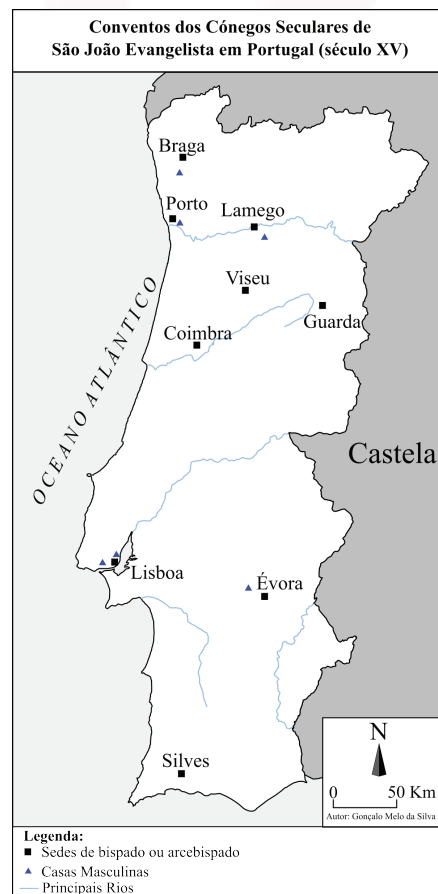 Conventos dos Cónegos Seculares de
São João Evangelista em Portugal (século XV)
Braga
Porto
Lamego
Viseu
Guarda
Coimbra
OCEANO ATLÂNTICO
Castela
Lisboa
Évora
Silves
N
0 50 Km
Autor: Gonçalo Melo da Silva
Legenda:
Sedes de bispado ou arcebispado
Casas Masculinas
Principais Rios